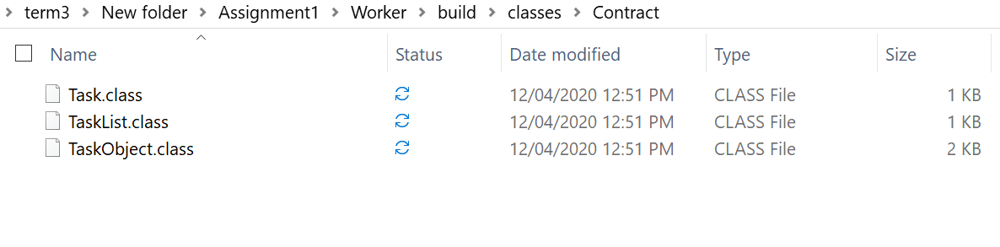 term3 > New folder > Assignment1 > Worker > build > classes > Contract
Name Status Date modified Type Size
Task.class 12/04/2020 12:51 PM CLASS File 1 KB
TaskList.class 12/04/2020 12:51 PM CLASS File 1 KB
TaskObject.class 12/04/2020 12:51 PM CLASS File 2 KB